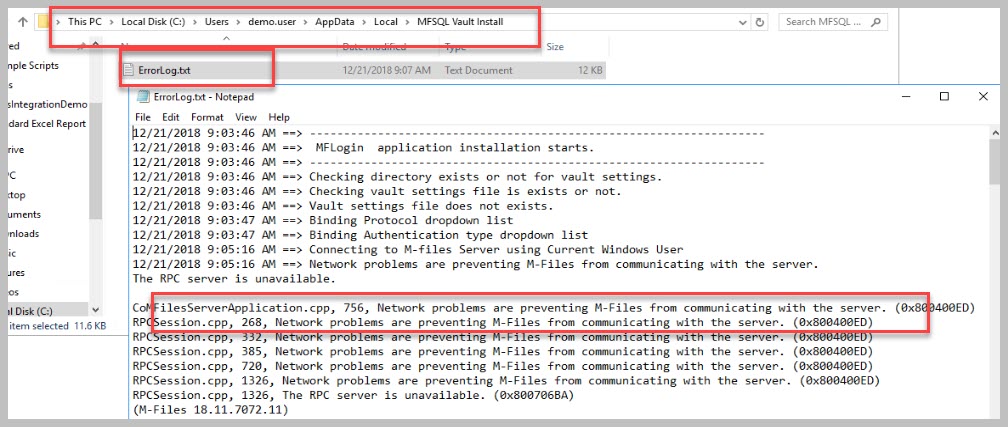 This PC > Local Disk (C:) > Users > demo.user > AppData > Local > MFSQL Vault Install
Search MFSQL ...
Name Date modified Type Size
ErrorLog.txt 12/21/2018 9:07 AM Text Document 12 KB
mple Scripts
ns
sIntegrationDemo
ndard Excel Report
rive
PC
ktop
uments
nloads
sic
ures
eos
al Disk (C:)
item selected 11.6 KB
ErrorLog.txt - Notepad
File Edit Format View Help
12/21/2018 9:03:46 AM ==> -------------------------------------------------------------------------
12/21/2018 9:03:46 AM ==>  MFLogin  application installation starts.
12/21/2018 9:03:46 AM ==> -------------------------------------------------------------------------
12/21/2018 9:03:46 AM ==> Checking directory exists or not for vault settings.
12/21/2018 9:03:46 AM ==> Checking vault settings file is exists or not.
12/21/2018 9:03:46 AM ==> Vault settings file does not exists.
12/21/2018 9:03:47 AM ==> Binding Protocol dropdown list
12/21/2018 9:03:47 AM ==> Binding Authentication type dropdown list
12/21/2018 9:05:16 AM ==> Connecting to M-files Server using Current Windows User
12/21/2018 9:05:16 AM ==> Network problems are preventing M-Files from communicating with the server.
The RPC server is unavailable.
CoMFilesServerApplication.cpp, 756, Network problems are preventing M-Files from communicating with the server. (0x800400ED)
RPCSession.cpp, 268, Network problems are preventing M-Files from communicating with the server. (0x800400ED)
RPCSession.cpp, 332, Network problems are preventing M-Files from communicating with the server. (0x800400ED)
RPCSession.cpp, 385, Network problems are preventing M-Files from communicating with the server. (0x800400ED)
RPCSession.cpp, 720, Network problems are preventing M-Files from communicating with the server. (0x800400ED)
RPCSession.cpp, 1326, Network problems are preventing M-Files from communicating with the server. (0x800400ED)
RPCSession.cpp, 1326, The RPC server is unavailable. (0x800706BA)
(M-Files 18.11.7072.11)